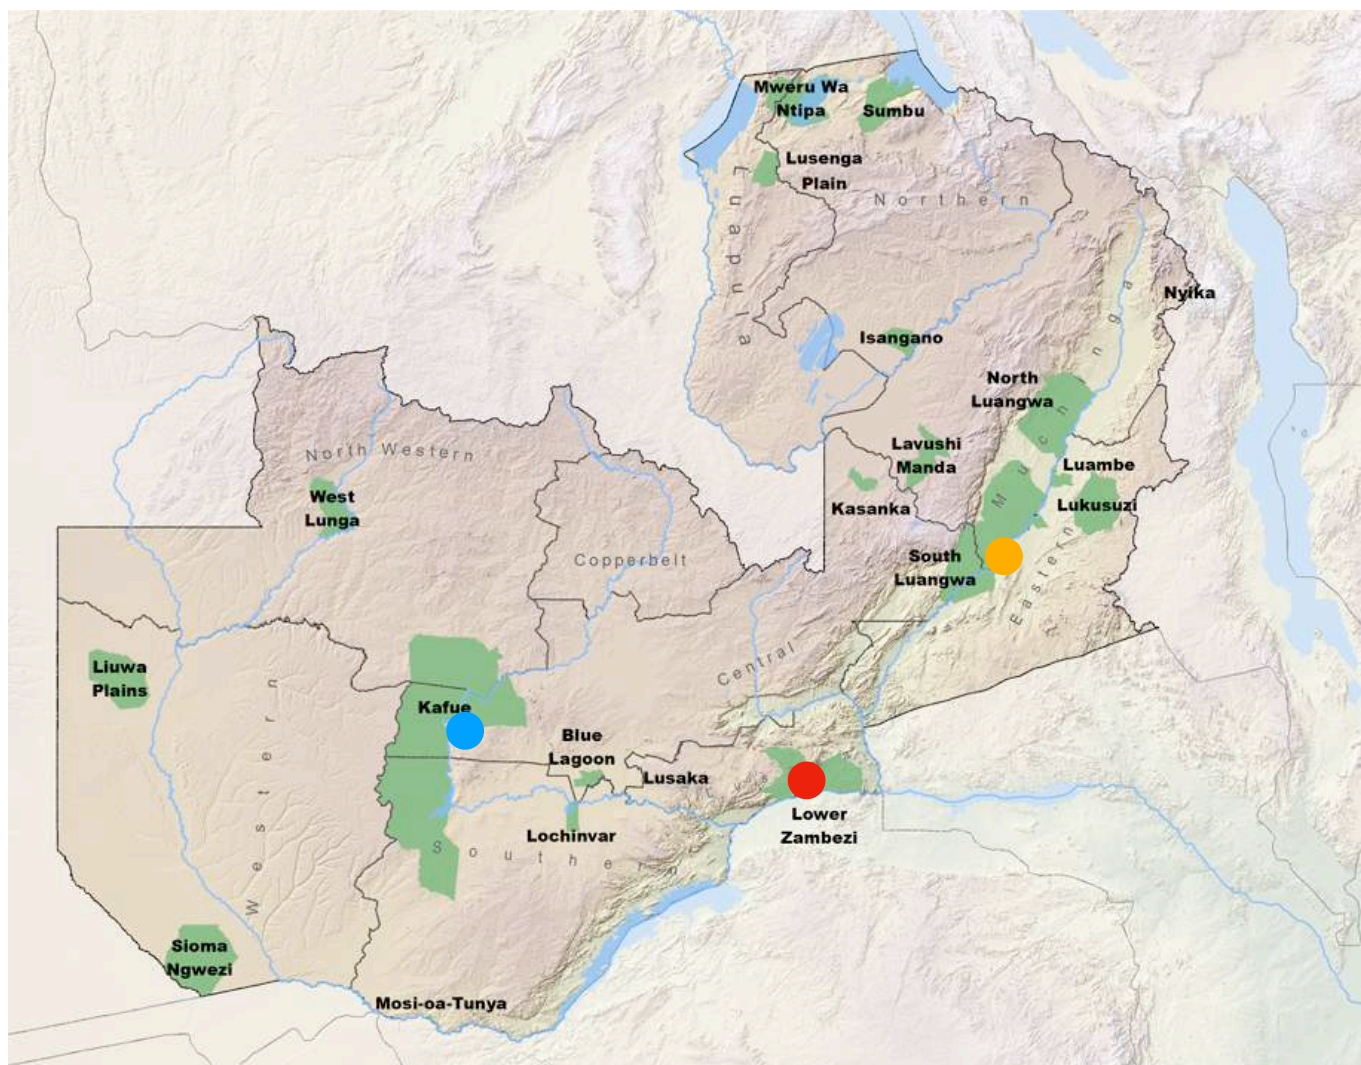 Mweru Wa
Ntipa
Sumbu
Lusenga
Plain
Luapula
Northern
Nyika
Isangano
North
Luangwa
Muchinga
Lavushi
Manda
Luambe
Kasanka
Lukusuzi
North Western
West
Lunga
Copperbelt
South
Luangwa
Eastern
Central
Liuwa
Plains
Western
Kafue
Blue
Lagoon
Lusaka
Lus
Lochinvar
Lower
Zambezi
Southern
Sioma
Ngwezi
Mosi-oa-Tunya